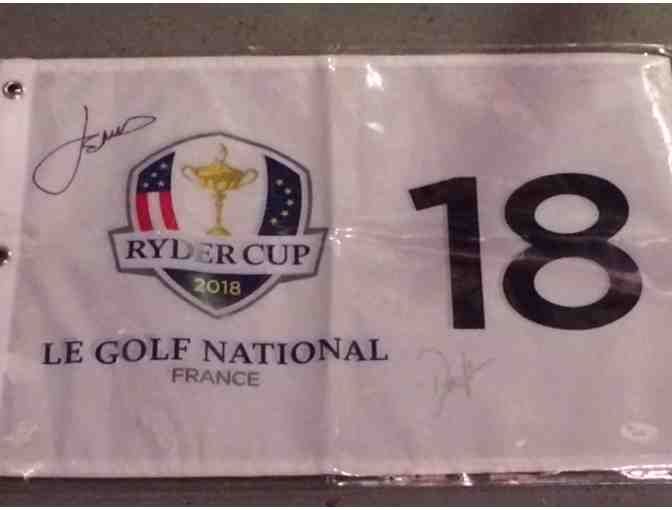 RYDER CUP
2018
LE GOLF NATIONAL
FRANCE
18